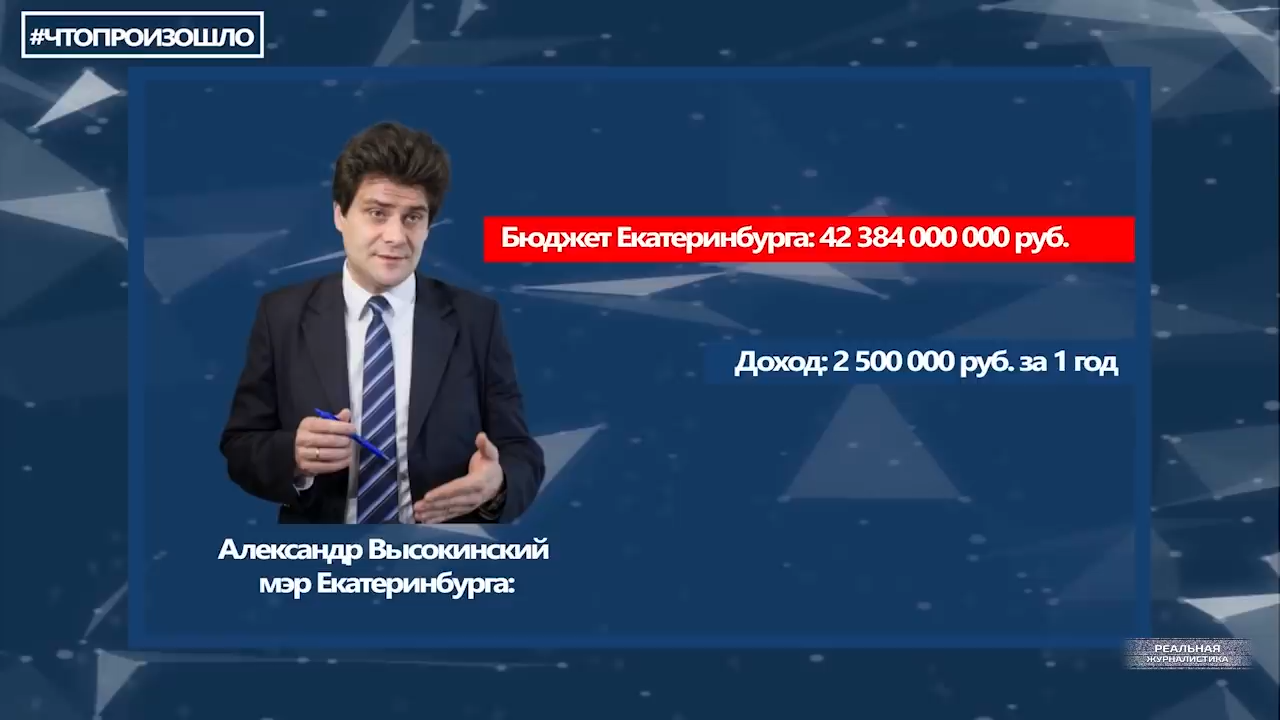 #ЧТОПРОИЗОШЛО
Бюджет Екатеринбурга: 42 384 000 000 руб.
Доход: 2 500 000 руб. за 1 год
Александр Высокинский
мэр Екатеринбурга:
РЕАЛЬНАЯ
ЖУРНАЛИСТИКА